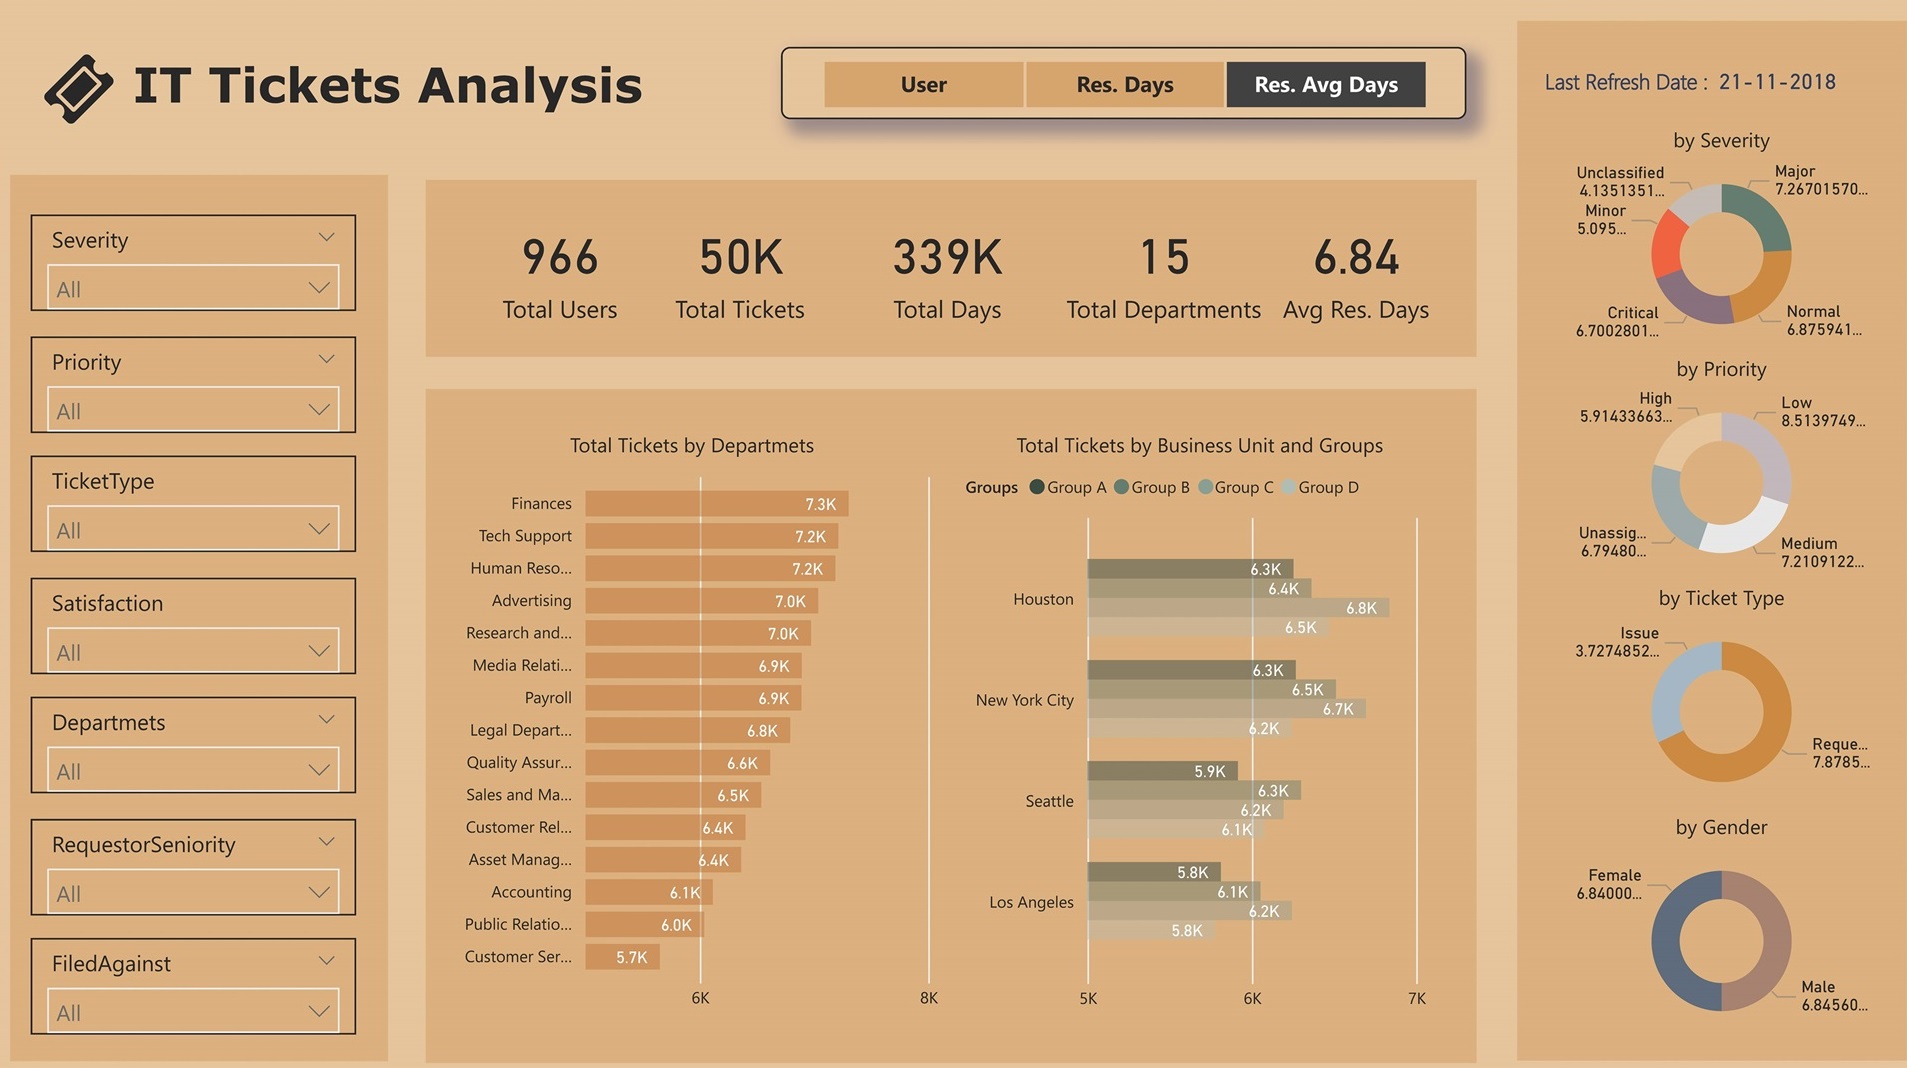 IT Tickets Analysis
User
Res. Days
Res. Avg Days
Last Refresh Date : 21-11-2018
Severity
All
Priority
All
TicketType
All
Satisfaction
All
Departmets
All
RequestorSeniority
All
FiledAgainst
All
966
Total Users
50K
Total Tickets
339K
Total Days
15
Total Departments
6.84
Avg Res. Days
Total Tickets by Departmets
Finances 7.3K
Tech Support 7.2K
Human Reso... 7.2K
Advertising 7.0K
Research and... 7.0K
Media Relati... 6.9K
Payroll 6.9K
Legal Depart... 6.8K
Quality Assur... 6.6K
Sales and Ma... 6.5K
Customer Rel... 6.4K
Asset Manag... 6.4K
Accounting 6.1K
Public Relatio... 6.0K
Customer Ser... 5.7K
6K 8K
Total Tickets by Business Unit and Groups
Groups Group A Group B Group C Group D
Houston
6.3K
6.4K
6.8K
6.5K
New York City
6.3K
6.5K
6.7K
6.2K
Seattle
5.9K
6.3K
6.2K
6.1K
Los Angeles
5.8K
6.1K
6.2K
5.8K
5K 6K 7K
by Severity
Unclassified
4.1351351...
Major
7.26701570...
Minor
5.095...
Critical
6.7002801...
Normal
6.875941...
by Priority
High
5.91433663...
Low
8.5139749...
Unassig...
6.79480...
Medium
7.2109122...
by Ticket Type
Issue
3.7274852...
Reque...
7.8785...
by Gender
Female
6.84000...
Male
6.84560...